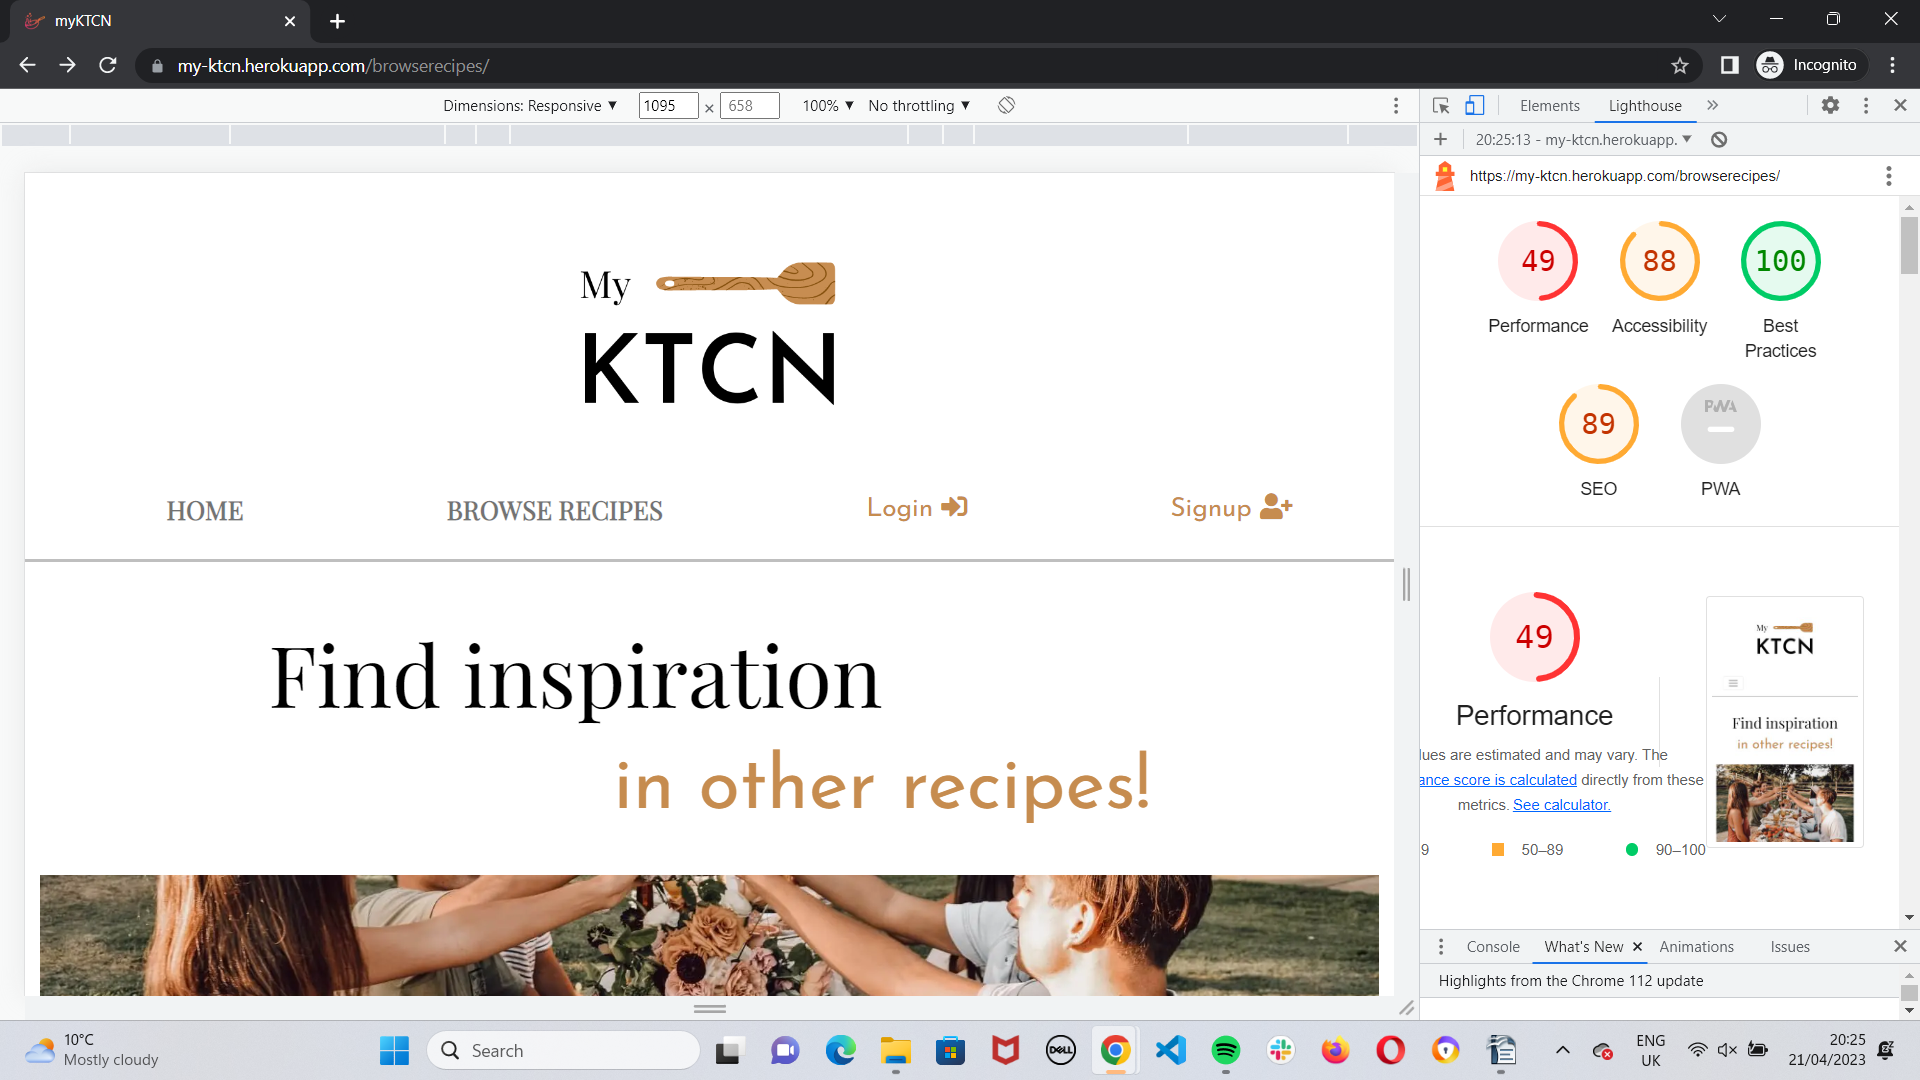 myKTCN
my-ktcn.herokuapp.com/browserecipes/
Incognito
Dimensions: Responsive
1095 × 658
100%
No throttling
Elements
Lighthouse
20:25:13 - my-ktcn.herokuapp.
https://my-ktcn.herokuapp.com/browserecipes/
My
KTCN
HOME
BROWSE RECIPES
Login
Signup
Find inspiration
in other recipes!
49
Performance
88
Accessibility
100
Best
Practices
89
SEO
PWA
PWA
49
Performance
lues are estimated and may vary. The
ance score is calculated directly from these
metrics. See calculator.
9
50–89
90–100
My
KTCN
Find inspiration
in other recipes!
Console
What's New
Animations
Issues
Highlights from the Chrome 112 update
10°C
Mostly cloudy
Search
DELL
ENG
UK
20:25
21/04/2023